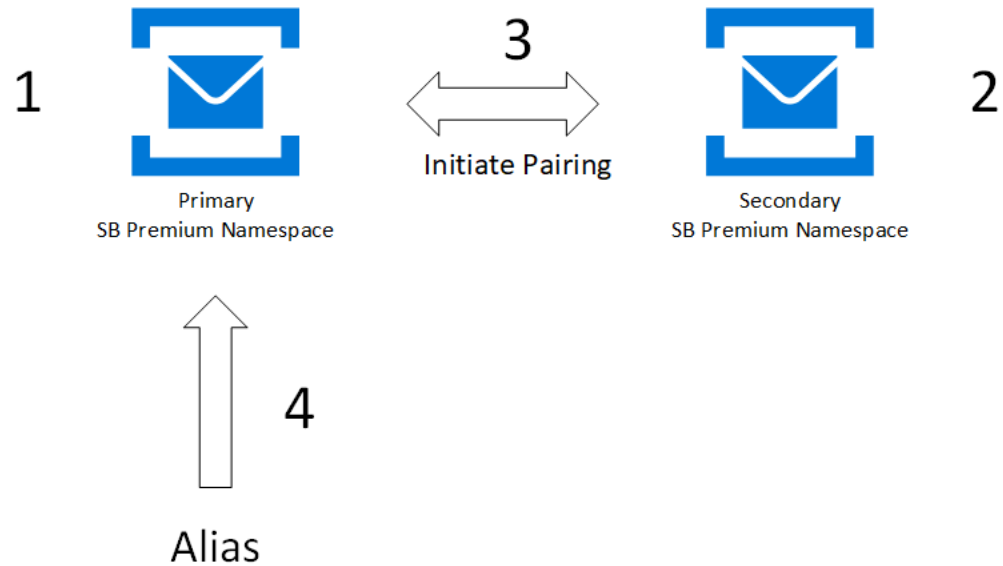 1
3
2
Initiate Pairing
Primary
SB Premium Namespace
Secondary
SB Premium Namespace
4
Alias